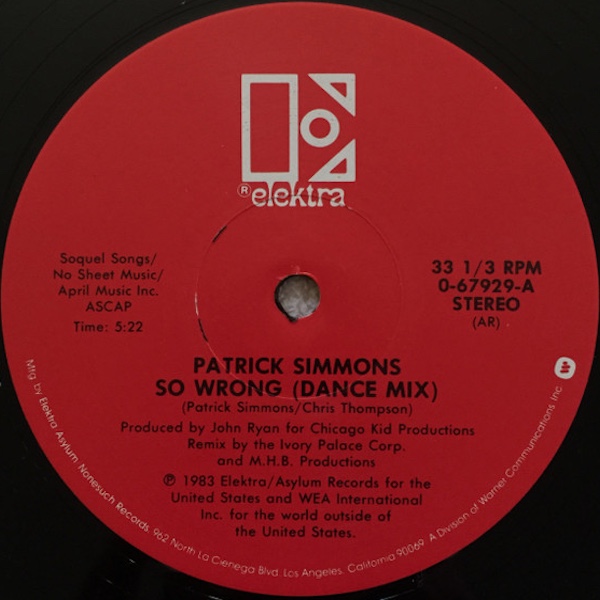 ® elektra
Soquel Songs/
No Sheet Music/
April Music Inc.
ASCAP
Time: 5:22
33 1/3 RPM
0-67929-A
STEREO
(AR)
PATRICK SIMMONS
SO WRONG (DANCE MIX)
(Patrick Simmons/Chris Thompson)
Produced by John Ryan for Chicago Kid Productions
Remix by the Ivory Palace Corp.
and M.H.B. Productions
℗ 1983 Elektra/Asylum Records for the
United States and WEA International
Inc. for the world outside of
the United States.
Mfg by Elektra Asylum Nonesuch Records, 962 North La Cienega Blvd. Los Angeles, California 90069 A Division of Warner Communications Inc